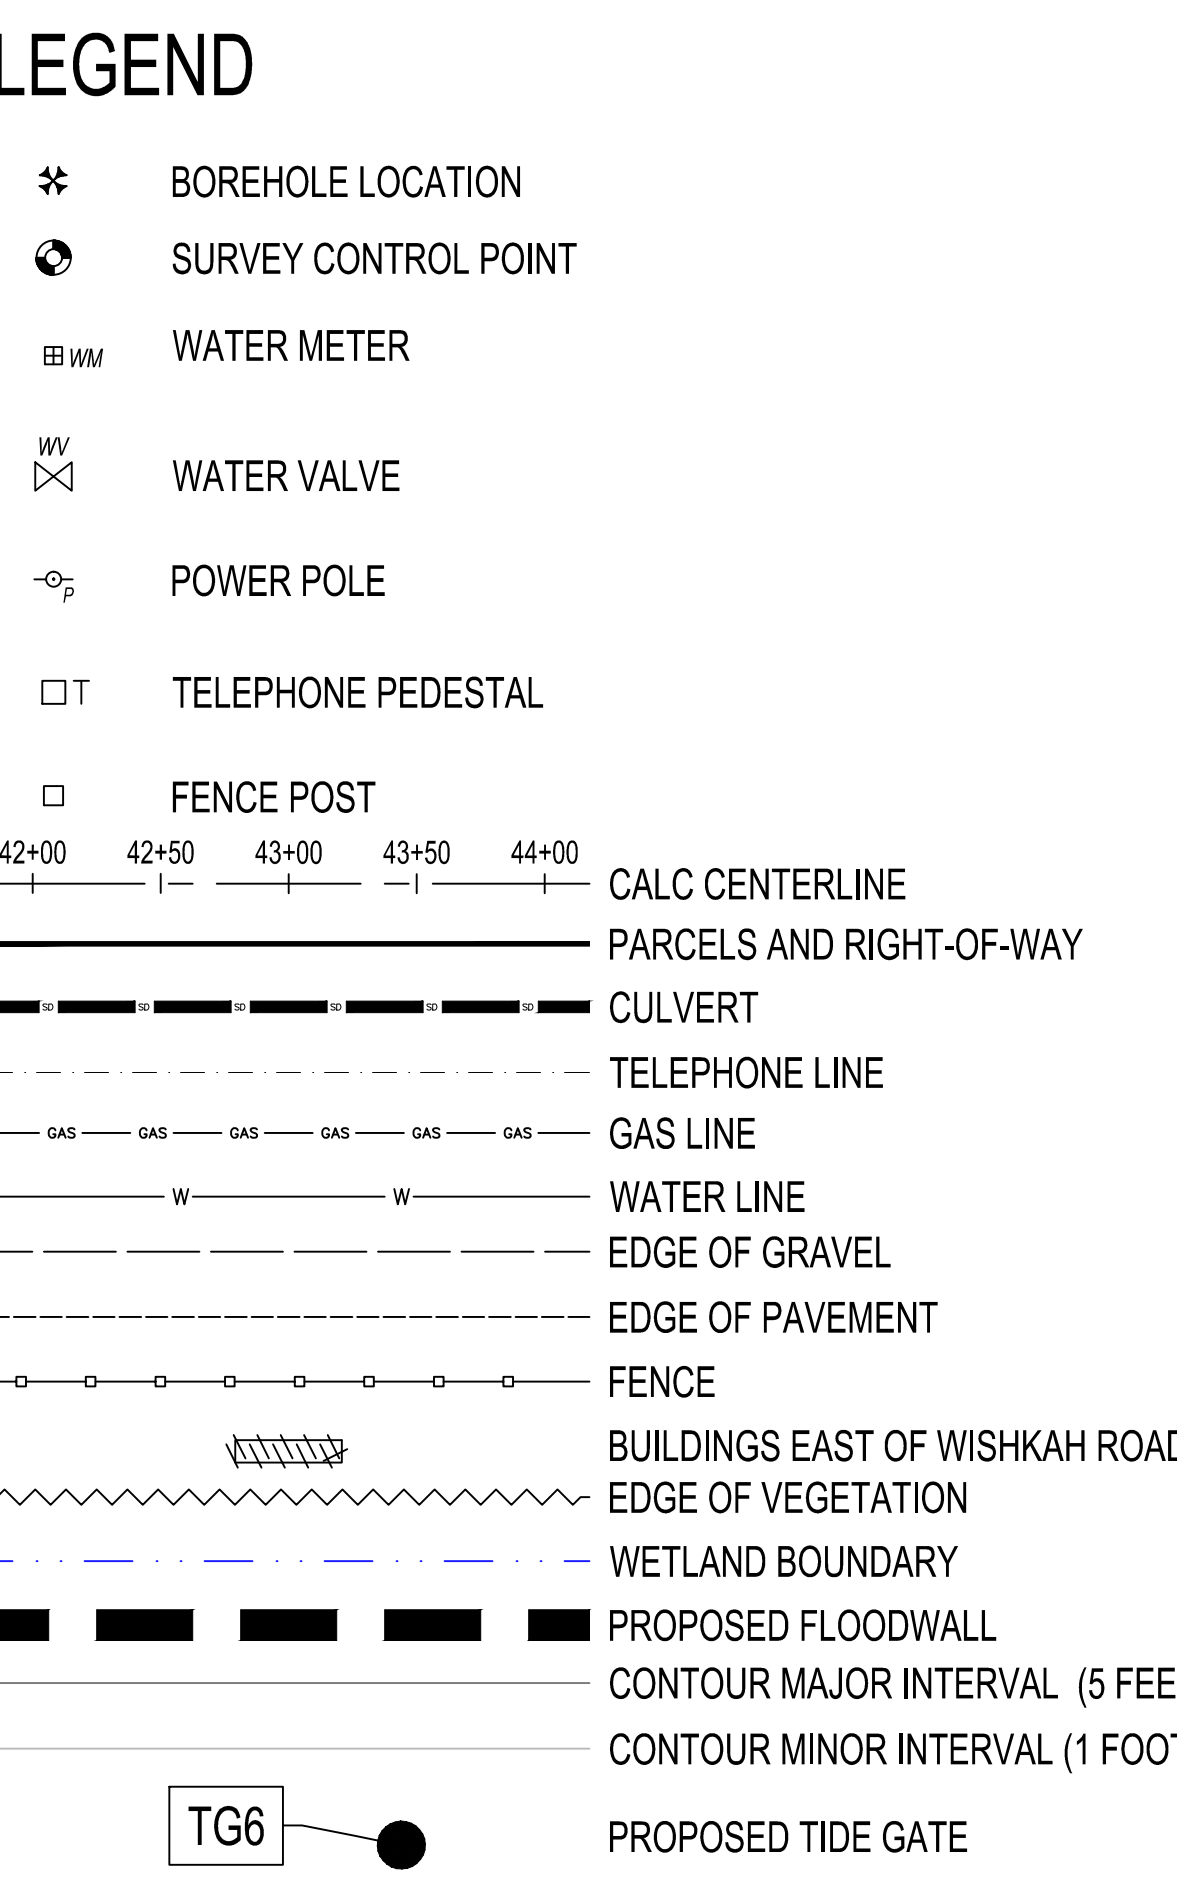 LEGEND
BOREHOLE LOCATION
SURVEY CONTROL POINT
WM WATER METER
WV
WATER VALVE
P POWER POLE
T TELEPHONE PEDESTAL
FENCE POST
42+00 42+50 43+00 43+50 44+00
CALC CENTERLINE
PARCELS AND RIGHT-OF-WAY
SD SD SD SD SD SD CULVERT
TELEPHONE LINE
GAS GAS GAS GAS GAS GAS GAS LINE
W W WATER LINE
EDGE OF GRAVEL
EDGE OF PAVEMENT
FENCE
BUILDINGS EAST OF WISHKAH ROAD
EDGE OF VEGETATION
WETLAND BOUNDARY
PROPOSED FLOODWALL
CONTOUR MAJOR INTERVAL (5 FEE
CONTOUR MINOR INTERVAL (1 FOOT
TG6 PROPOSED TIDE GATE